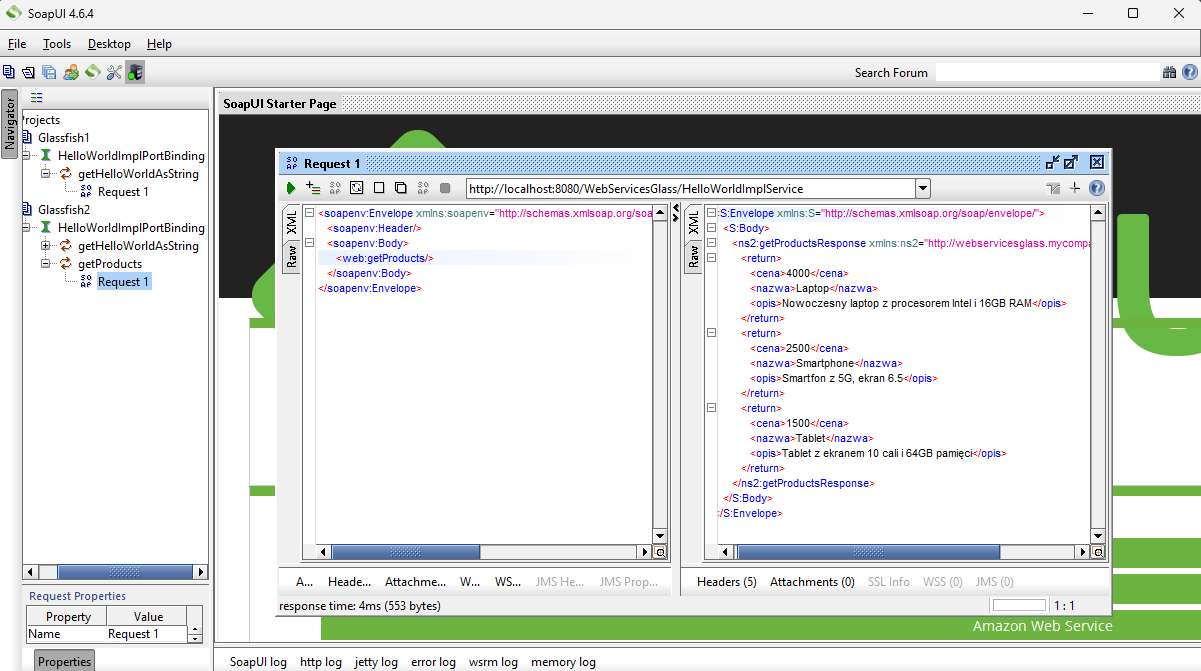 SoapUI 4.6.4
File Tools Desktop Help
Search Forum
Navigator
SoapUI Starter Page
Projects
Glassfish1
HelloWorldImplPortBinding
getHelloWorldAsString
Request 1
Glassfish2
HelloWorldImplPortBinding
getHelloWorldAsString
getProducts
Request 1
Request 1
http://localhost:8080/WebServicesGlass/HelloWorldImplService
XML
Raw
<soapenv:Envelope xmlns:soapenv="http://schemas.xmlsoap.org/soa
<soapenv:Header/>
<soapenv:Body>
<web:getProducts/>
</soapenv:Body>
</soapenv:Envelope>
XML
Raw
S:Envelope xmlns:S="http://schemas.xmlsoap.org/soap/envelope/">
<S:Body>
<ns2:getProductsResponse xmlns:ns2="http://webservicesglass.mycompa
<return>
<cena>4000</cena>
<nazwa>Laptop</nazwa>
<opis>Nowoczesny laptop z procesorem Intel i 16GB RAM</opis>
</return>
<return>
<cena>2500</cena>
<nazwa>Smartphone</nazwa>
<opis>Smartfon z 5G, ekran 6.5</opis>
</return>
<return>
<cena>1500</cena>
<nazwa>Tablet</nazwa>
<opis>Tablet z ekranem 10 cali i 64GB pamięci</opis>
</return>
</ns2:getProductsResponse>
</S:Body>
</S:Envelope>
A... Heade... Attachme... W... WS... JMS He... JMS Prop...
Headers (5) Attachments (0) SSL Info WSS (0) JMS (0)
response time: 4ms (553 bytes)
1 : 1
Request Properties
Property Value
Name Request 1
Properties
Amazon Web Service
SoapUI log http log jetty log error log wsrm log memory log